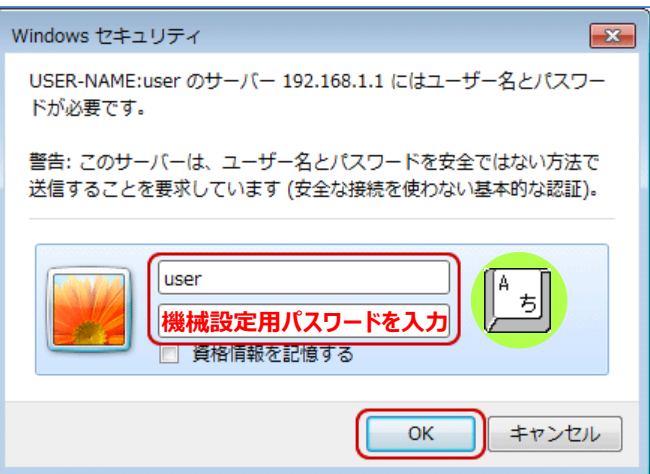 Windows セキュリティ
USER-NAME:user のサーバー 192.168.1.1 にはユーザー名とパスワー
ドが必要です。
警告: このサーバーは、ユーザー名とパスワードを安全ではない方法で
送信することを要求しています (安全な接続を使わない基本的な認証)。
user
機械設定用パスワードを入力
A
ち
資格情報を記憶する
OK
キャンセル